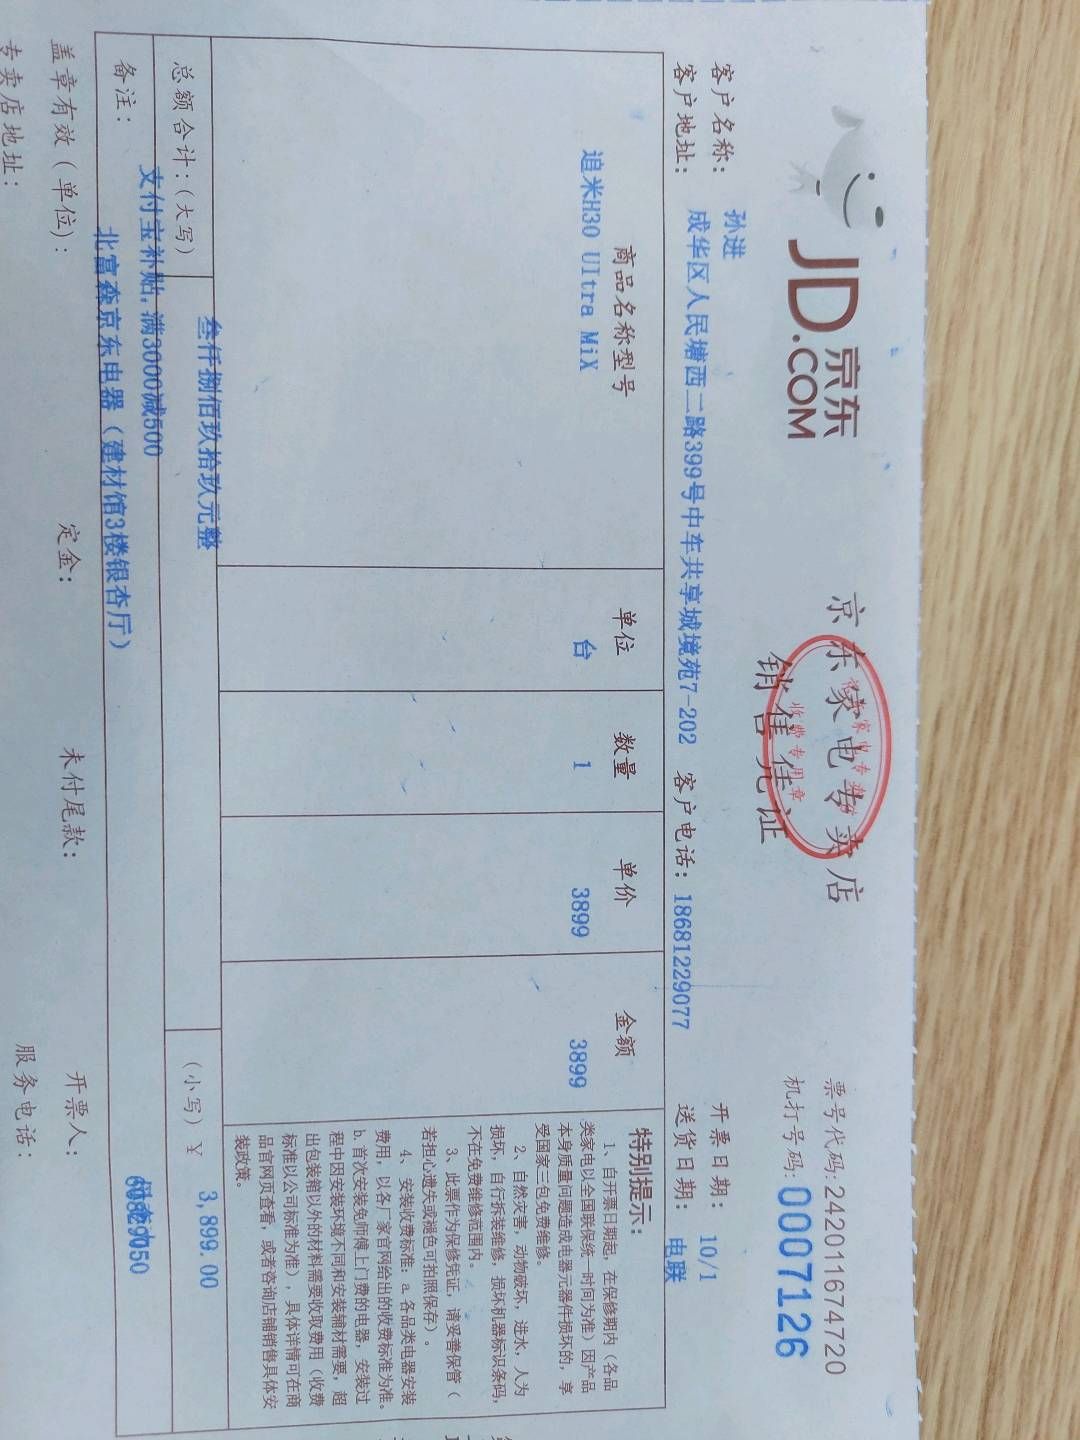 JD.COM 京东
京东家电专卖店
销售凭证
收费专用章
票号代码:2420116774720
机打号码:00007126
客户名称: 孙进
开票日期: 10/1
客户地址: 成华区人民塘西二路399号中车共享城境苑7-202 客户电话: 18681229077
送货日期: 电联
商品名称型号 单位 数量 单价 金额
追米H30 Ultra MiX 台 1 3899 3899
特别提示:
1、自开票日期起,在保修期内(各品
类家电以全国联保统一时间为准)因产品
本身质量问题造成电器元器件损坏的,享
受国家三包免费维修。
2、自然灾害,动物破坏,进水,人为
损坏,自行拆装维修,损坏机器标识条码,
不在免费维修范围内。
3、此票作为保修凭证,请妥善保管(
若担心遗失或褪色可拍照保存)。
4、安装收费标准:a.各品类电器安装
费用,以各厂家官网给出的收费标准为准。
b.首次安装免师傅上门费的电器,安装过
程中因安装环境不同和安装辅材需要,超
出包装箱以外的材料需要收取费用(收费
标准以公司标准为准),具体详情可在商
品官网页查看,或者咨询店铺销售具体安
装政策。
总额合计:(大写) 叁仟捌佰玖拾玖元整 (小写)¥ 3,899.00
备注: 支付宝补贴,满3000减500
北富森京东电器(建材馆3楼银杏厅)
盖章有效(单位): 定金: 未付尾款: 开票人:
专卖店地址: 服务电话: